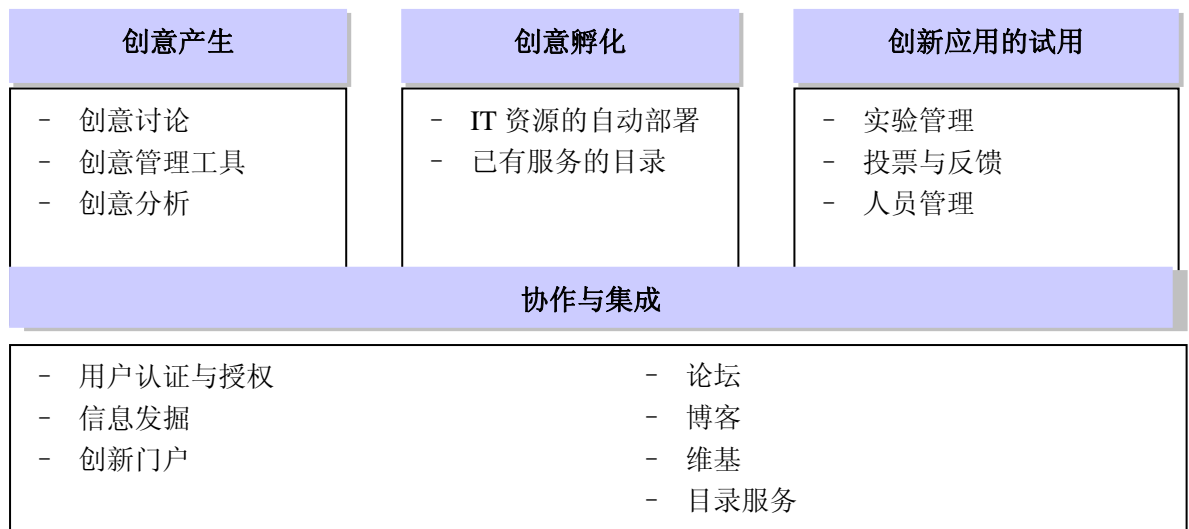 创意产生
- 创意讨论
- 创意管理工具
- 创意分析
创意孵化
- IT 资源的自动部署
- 已有服务的目录
创新应用的试用
- 实验管理
- 投票与反馈
- 人员管理
协作与集成
- 用户认证与授权
- 信息发掘
- 创新门户
- 论坛
- 博客
- 维基
- 目录服务